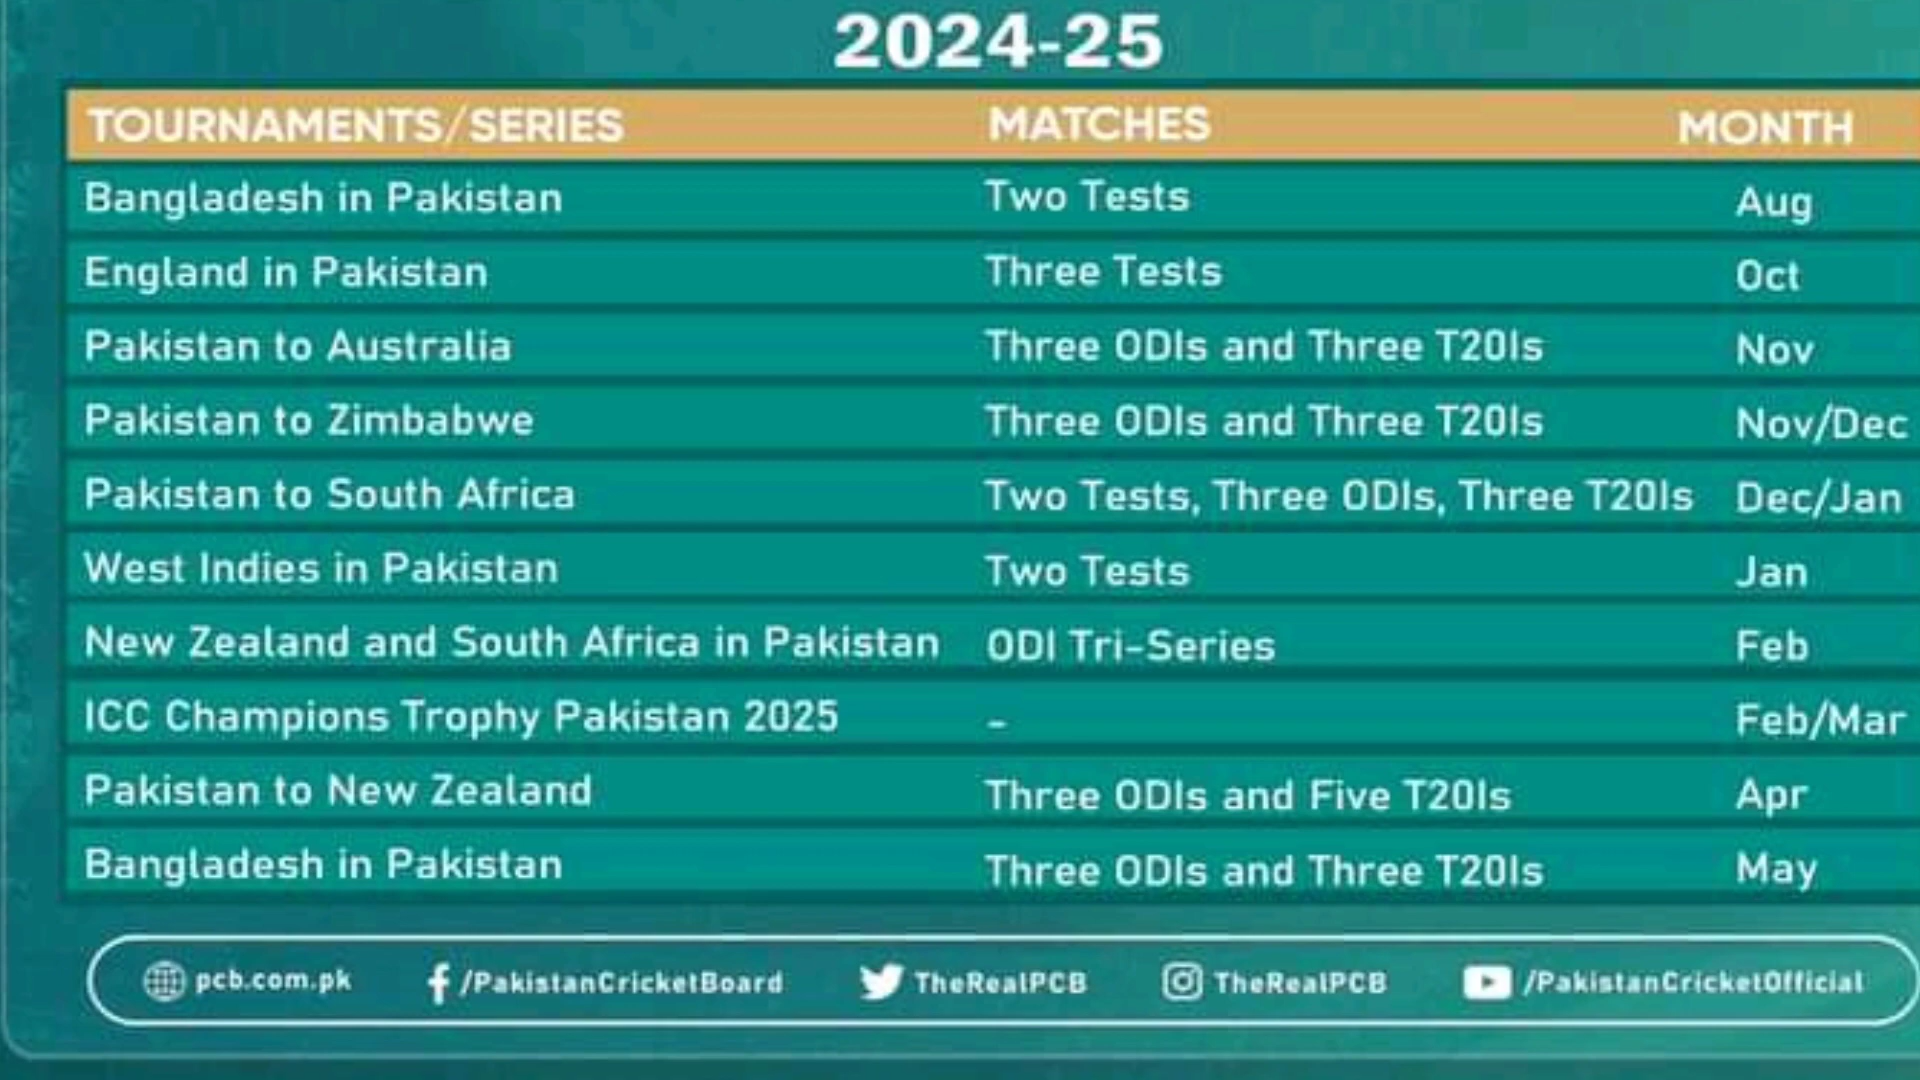 2024-25
TOURNAMENTS/SERIES MATCHES MONTH
Bangladesh in Pakistan Two Tests Aug
England in Pakistan Three Tests Oct
Pakistan to Australia Three ODIs and Three T20Is Nov
Pakistan to Zimbabwe Three ODIs and Three T20Is Nov/Dec
Pakistan to South Africa Two Tests, Three ODIs, Three T20Is Dec/Jan
West Indies in Pakistan Two Tests Jan
New Zealand and South Africa in Pakistan ODI Tri-Series Feb
ICC Champions Trophy Pakistan 2025 - Feb/Mar
Pakistan to New Zealand Three ODIs and Five T20Is Apr
Bangladesh in Pakistan Three ODIs and Three T20Is May
pcb.com.pk /PakistanCricketBoard TheRealPCB TheRealPCB /PakistanCricketOfficial